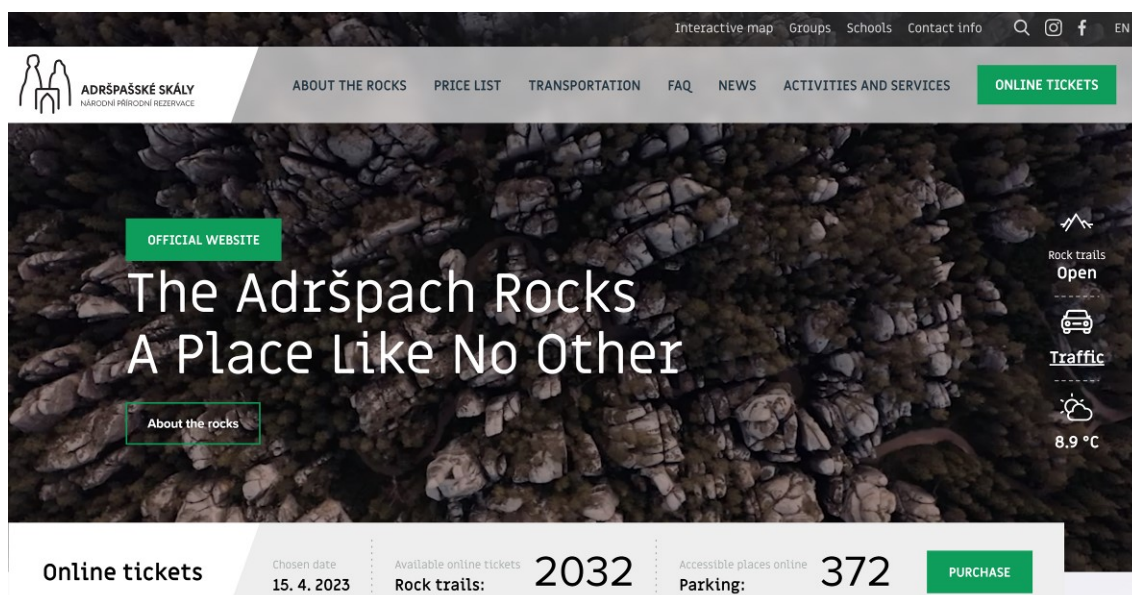 Interactive map Groups Schools Contact info EN
ADRŠPAŠSKÉ SKÁLY
NÁRODNÍ PŘÍRODNÍ REZERVACE
ABOUT THE ROCKS PRICE LIST TRANSPORTATION FAQ NEWS ACTIVITIES AND SERVICES ONLINE TICKETS
OFFICIAL WEBSITE
The Adršpach Rocks
A Place Like No Other
About the rocks
Rock trails
Open
Traffic
8.9 °C
Online tickets
Chosen date
15. 4. 2023
Available online tickets
Rock trails:
2032
Accessible places online
Parking:
372
PURCHASE